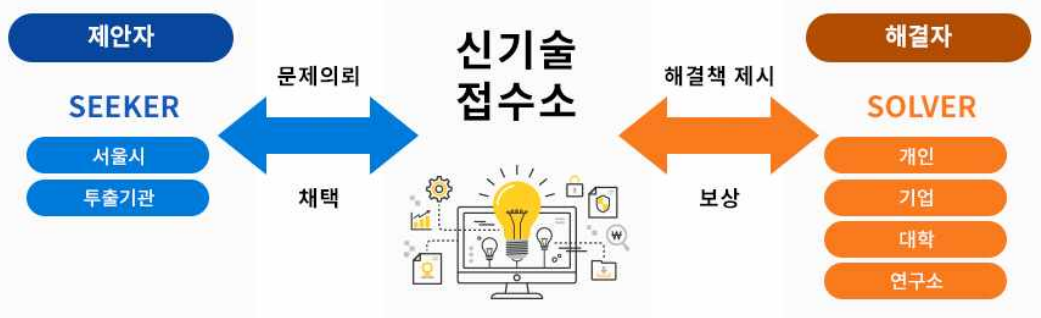 제안자
SEEKER
서울시
투출기관
문제의뢰
채택
신기술
접수소
해결책 제시
보상
해결자
SOLVER
개인
기업
대학
연구소
₩